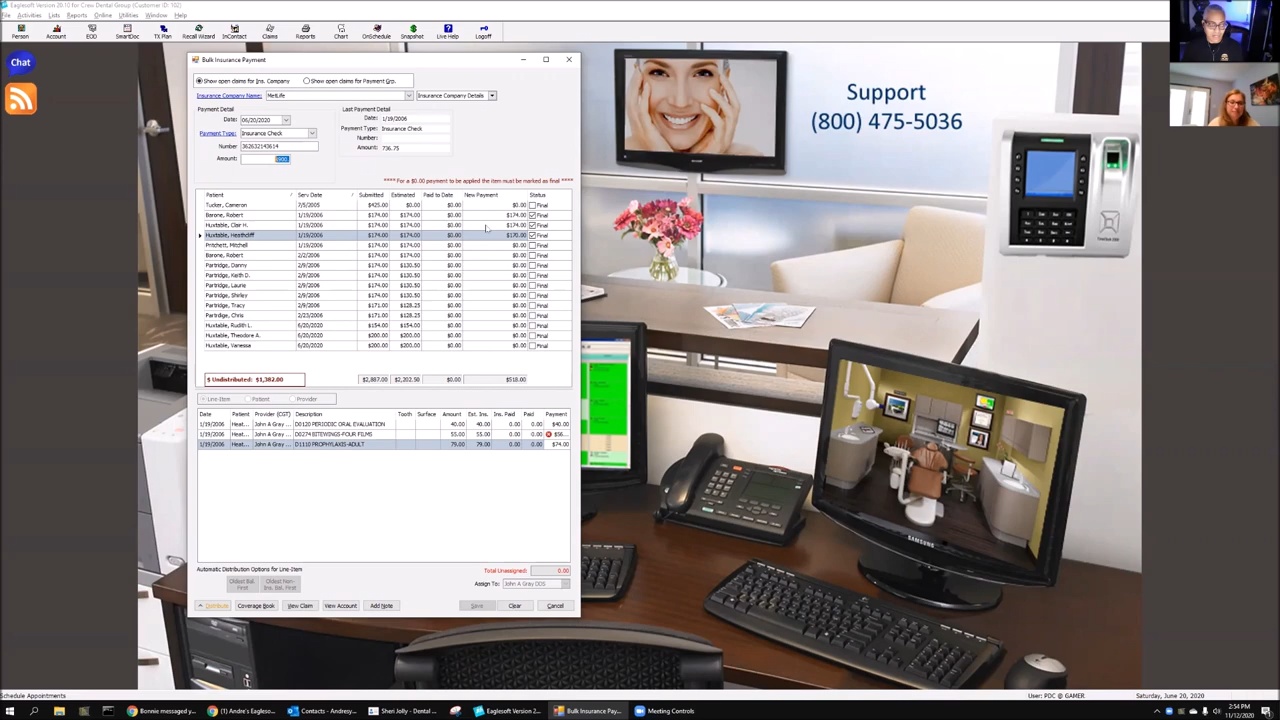 Eaglesoft Version 20.10 for Crew Dental Group (Customer ID: 102)
File Activities Lists Reports Online Utilities Window Help
Person Account EOD SmartDoc TX Plan Recall Wizard InContact Claims Reports Chart OnSchedule Snapshot Live Help Logoff
Chat
Support
(800) 475-5036
Bulk Insurance Payment
Show open claims for Ins. Company Show open claims for Payment Grp.
Insurance Company Name: MetLife Insurance Company Details
Payment Detail Last Payment Detail
Date: 06/20/2020 Date: 1/19/2006
Payment Type: Insurance Check Payment Type: Insurance Check
Number 362632143614 Number:
Amount: Amount: 736.75
**** For a $0.00 payment to be applied the item must be marked as final ****
Patient Serv Date Submitted Estimated Paid to Date New Payment Status
Tucker, Cameron 7/5/2005 $425.00 $0.00 $0.00 $0.00 Final
Barone, Robert 1/19/2006 $174.00 $174.00 $0.00 $174.00 Final
Huxtable, Clair H. 1/19/2006 $174.00 $174.00 $0.00 $174.00 Final
Huxtable, Heathcliff 1/19/2006 $174.00 $174.00 $0.00 $170.00 Final
Pritchett, Mitchell 1/19/2006 $174.00 $174.00 $0.00 $0.00 Final
Barone, Robert 2/2/2006 $174.00 $174.00 $0.00 $0.00 Final
Partridge, Danny 2/9/2006 $174.00 $130.50 $0.00 $0.00 Final
Partridge, Keith D. 2/9/2006 $174.00 $130.50 $0.00 $0.00 Final
Partridge, Laurie 2/9/2006 $174.00 $130.50 $0.00 $0.00 Final
Partridge, Shirley 2/9/2006 $174.00 $130.50 $0.00 $0.00 Final
Partridge, Tracy 2/9/2006 $171.00 $128.25 $0.00 $0.00 Final
Partridge, Chris 2/23/2006 $171.00 $128.25 $0.00 $0.00 Final
Huxtable, Rudith L. 6/20/2020 $154.00 $154.00 $0.00 $0.00 Final
Huxtable, Theodore A. 6/20/2020 $200.00 $200.00 $0.00 $0.00 Final
Huxtable, Vanessa 6/20/2020 $200.00 $200.00 $0.00 $0.00 Final
$ Undistributed: $1,382.00 $2,887.00 $2,202.50 $0.00 $518.00
Line-Item Patient Provider
Date Patient Provider (CGT) Description Tooth Surface Amount Est. Ins. Ins. Paid Paid Payment
1/19/2006 Heat... John A Gray ... D0120 PERIODIC ORAL EVALUATION 40.00 40.00 0.00 0.00 $40.00
1/19/2006 Heat... John A Gray ... D0274 BITEWINGS-FOUR FILMS 55.00 55.00 0.00 0.00 $56...
1/19/2006 Heat... John A Gray ... D1110 PROPHYLAXIS-ADULT 79.00 79.00 0.00 0.00 $74.00
Automatic Distribution Options for Line-Item Total Unassigned: 0.00
Oldest Bal. First Oldest Non-Ins. Bal. First Assign To: John A Gray DDS
Distribute Coverage Book View Claim View Account Add Note Save Clear Cancel
SAMSUNG
Schedule Appointments User: PDC @ GAMER Saturday, June 20, 2020
Bonnie messaged y... Andre's Eagleso... Contacts - Andresy... Sheri Jolly - Dental ... Eaglesoft Version 2... Bulk Insurance Pay... Meeting Controls 2:54 PM
11/12/2020